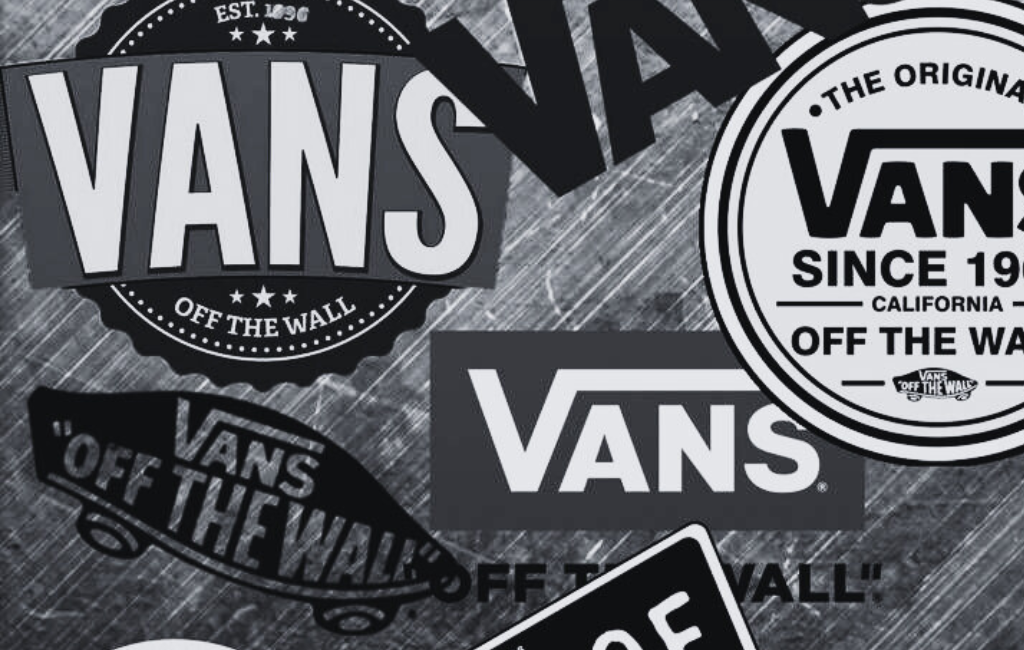 EST.
VANS
OFF THE WALL
VANS
•THE ORIGINA
VANS
SINCE 19
CALIFORNIA
OFF THE WA
VANS
"OFF THE WALL"
VANS
"OFF THE WALL"
VANS®
"OFF T WALL"
OF